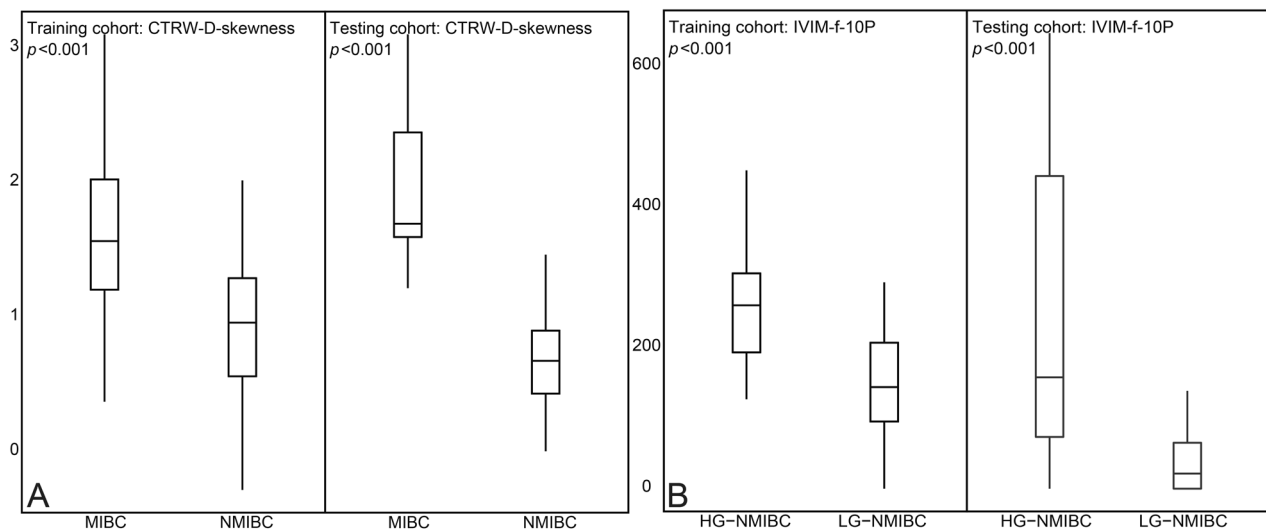 Training cohort: CTRW-D-skewness
p<0.001
Testing cohort: CTRW-D-skewness
p<0.001
3
2
1
0
A
MIBC
NMIBC
MIBC
NMIBC
Training cohort: IVIM-f-10P
p<0.001
Testing cohort: IVIM-f-10P
p<0.001
600
400
200
0
B
HG−NMIBC
LG−NMIBC
HG−NMIBC
LG−NMIBC